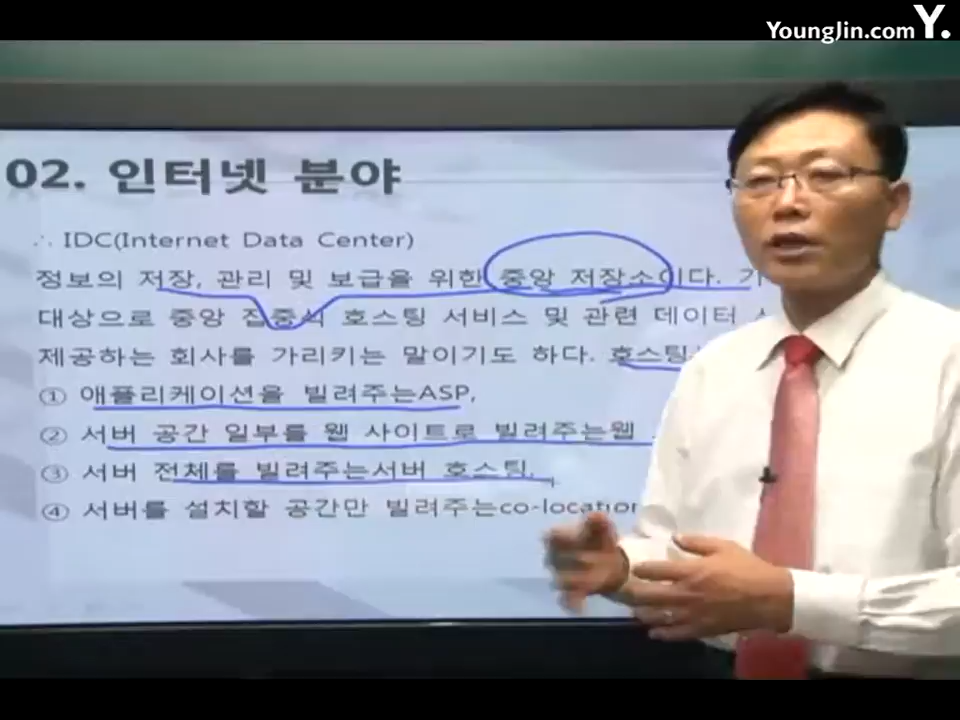 YoungJin.com Y.
02. 인터넷 분야
∴ IDC(Internet Data Center)
정보의 저장, 관리 및 보급을 위한 중앙 저장소이다.
대상으로 중앙 집중식 호스팅 서비스 및 관련 데이터
제공하는 회사를 가리키는 말이기도 하다. 호스팅
① 애플리케이션을 빌려주는ASP,
② 서버 공간 일부를 웹 사이트로 빌려주는웹
③ 서버 전체를 빌려주는서버 호스팅,
④ 서버를 설치할 공간만 빌려주는co-location